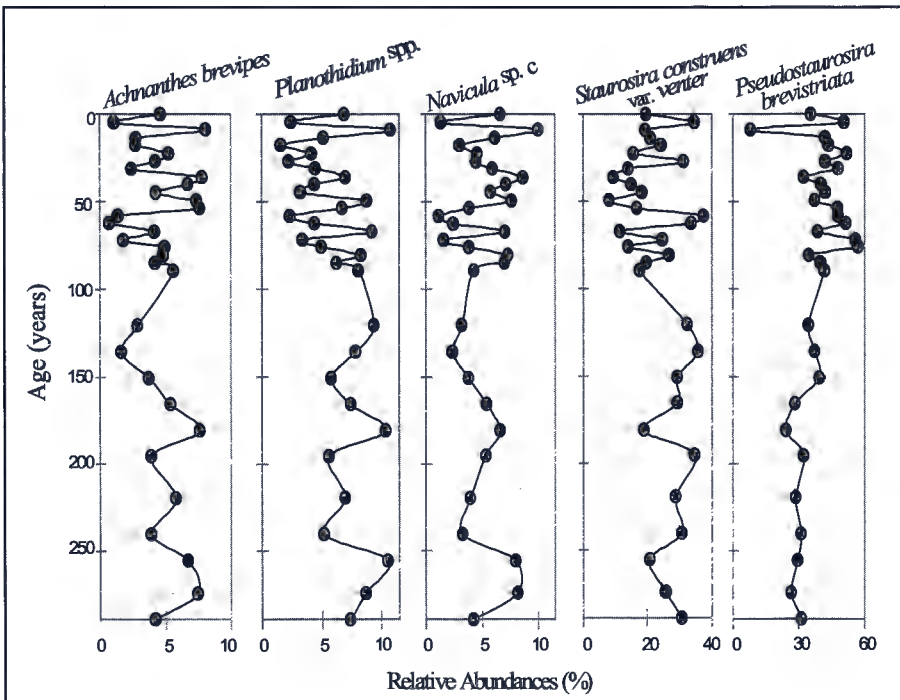 Achnanthes brevipes
Planothidium spp.
Navicula sp. c
Staurosira construens
var. venter
Pseudostaurosira
brevistriata
0
50
100
150
200
250
Age (years)
0 5 10
0 5 10
0 5 10
0 20 40
0 30 60
Relative Abundances (%)